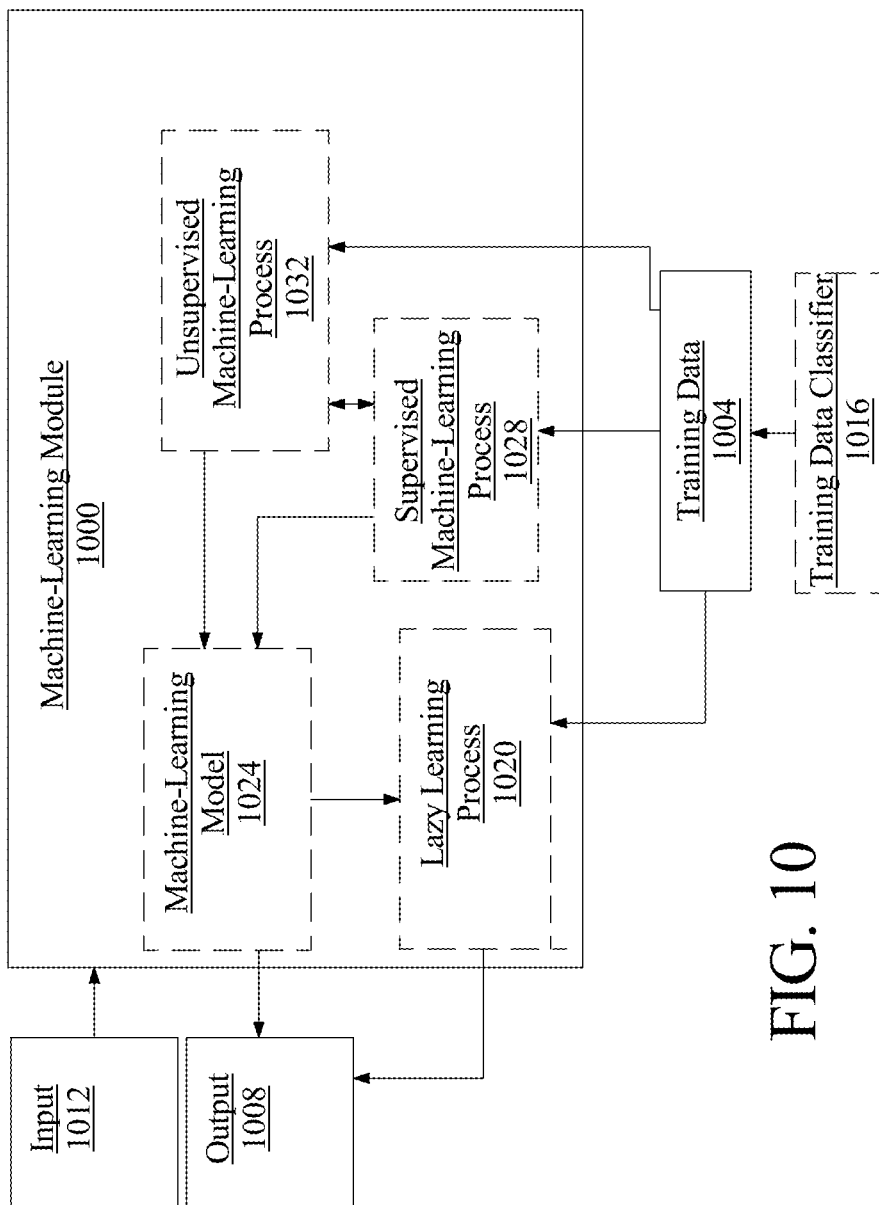 Machine-Learning Module
1000
Input
1012
Output
1008
Machine-Learning
Model
1024
Unsupervised
Machine-Learning
Process
1032
Lazy Learning
Process
1020
Supervised
Machine-Learning
Process
1028
Training Data
1004
Training Data Classifier
1016
FIG. 10